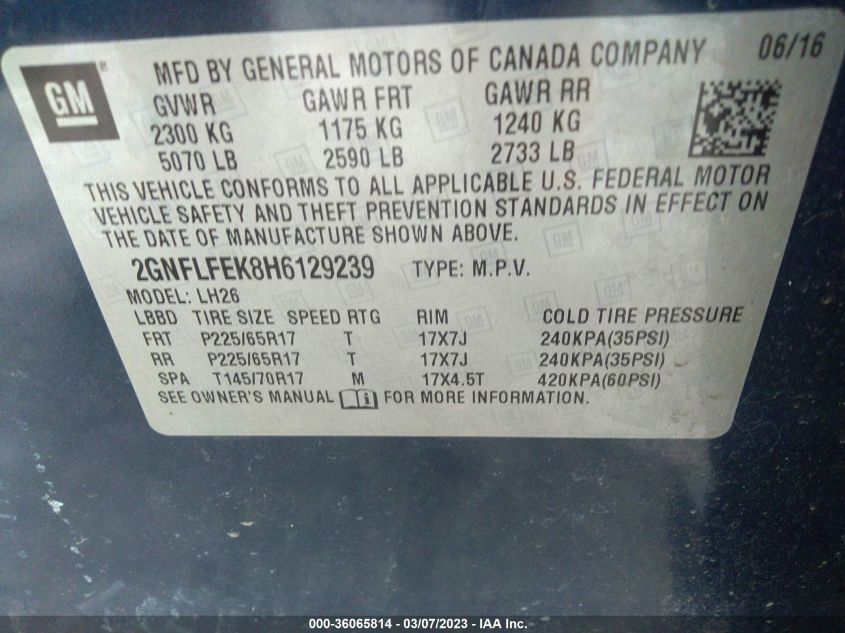 GM ® MFD BY GENERAL MOTORS OF CANADA COMPANY 06/16
GVWR GAWR FRT GAWR RR
2300 KG 1175 KG 1240 KG
5070 LB 2590 LB 2733 LB
THIS VEHICLE CONFORMS TO ALL APPLICABLE U.S. FEDERAL MOTOR
VEHICLE SAFETY AND THEFT PREVENTION STANDARDS IN EFFECT ON
THE DATE OF MANUFACTURE SHOWN ABOVE.
2GNFLFEK8H6129239 TYPE: M.P.V.
MODEL: LH26
LBBD TIRE SIZE SPEED RTG RIM COLD TIRE PRESSURE
FRT P225/65R17 T 17X7J 240KPA(35PSI)
RR P225/65R17 T 17X7J 240KPA(35PSI)
SPA T145/70R17 M 17X4.5T 420KPA(60PSI)
SEE OWNER'S MANUAL i FOR MORE INFORMATION.
000-36065814 — 03/07/2023 — IAA Inc.